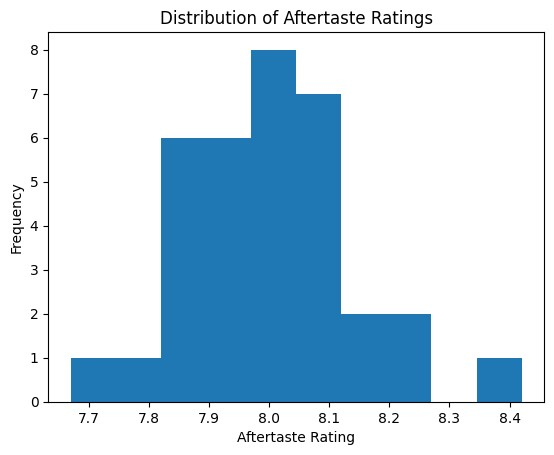 Distribution of Aftertaste Ratings
8
7
6
5
4
3
2
1
0
Frequency
7.7 7.8 7.9 8.0 8.1 8.2 8.3 8.4
Aftertaste Rating